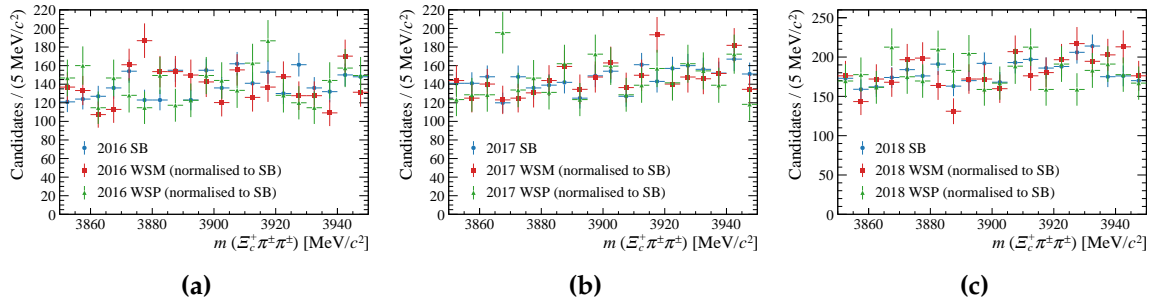 Candidates / (5 MeV/c²)
220
200
180
160
140
120
100
80
60
40
20
0
2016 SB
2016 WSM (normalised to SB)
2016 WSP (normalised to SB)
3860 3880 3900 3920 3940
m (Ξc⁺π±π±) [MeV/c²]
(a)
Candidates / (5 MeV/c²)
220
200
180
160
140
120
100
80
60
40
20
0
2017 SB
2017 WSM (normalised to SB)
2017 WSP (normalised to SB)
3860 3880 3900 3920 3940
m (Ξc⁺π±π±) [MeV/c²]
(b)
Candidates / (5 MeV/c²)
250
200
150
100
50
0
2018 SB
2018 WSM (normalised to SB)
2018 WSP (normalised to SB)
3860 3880 3900 3920 3940
m (Ξc⁺π±π±) [MeV/c²]
(c)